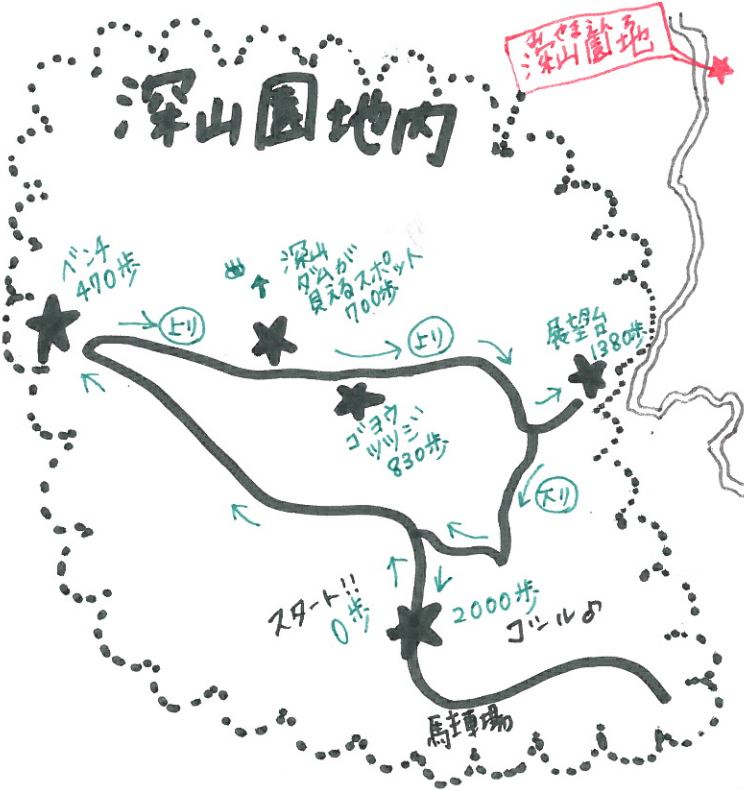 みやまえんち
深山園地
深山園地内
ベンチ
470歩
深山
ダムが
見えるスポット
700歩
上り
上り
展望台
1380歩
ゴヨウ
ツツジ
830歩
下り
スタート!!
0歩
2000歩
ゴール♪
駐車場